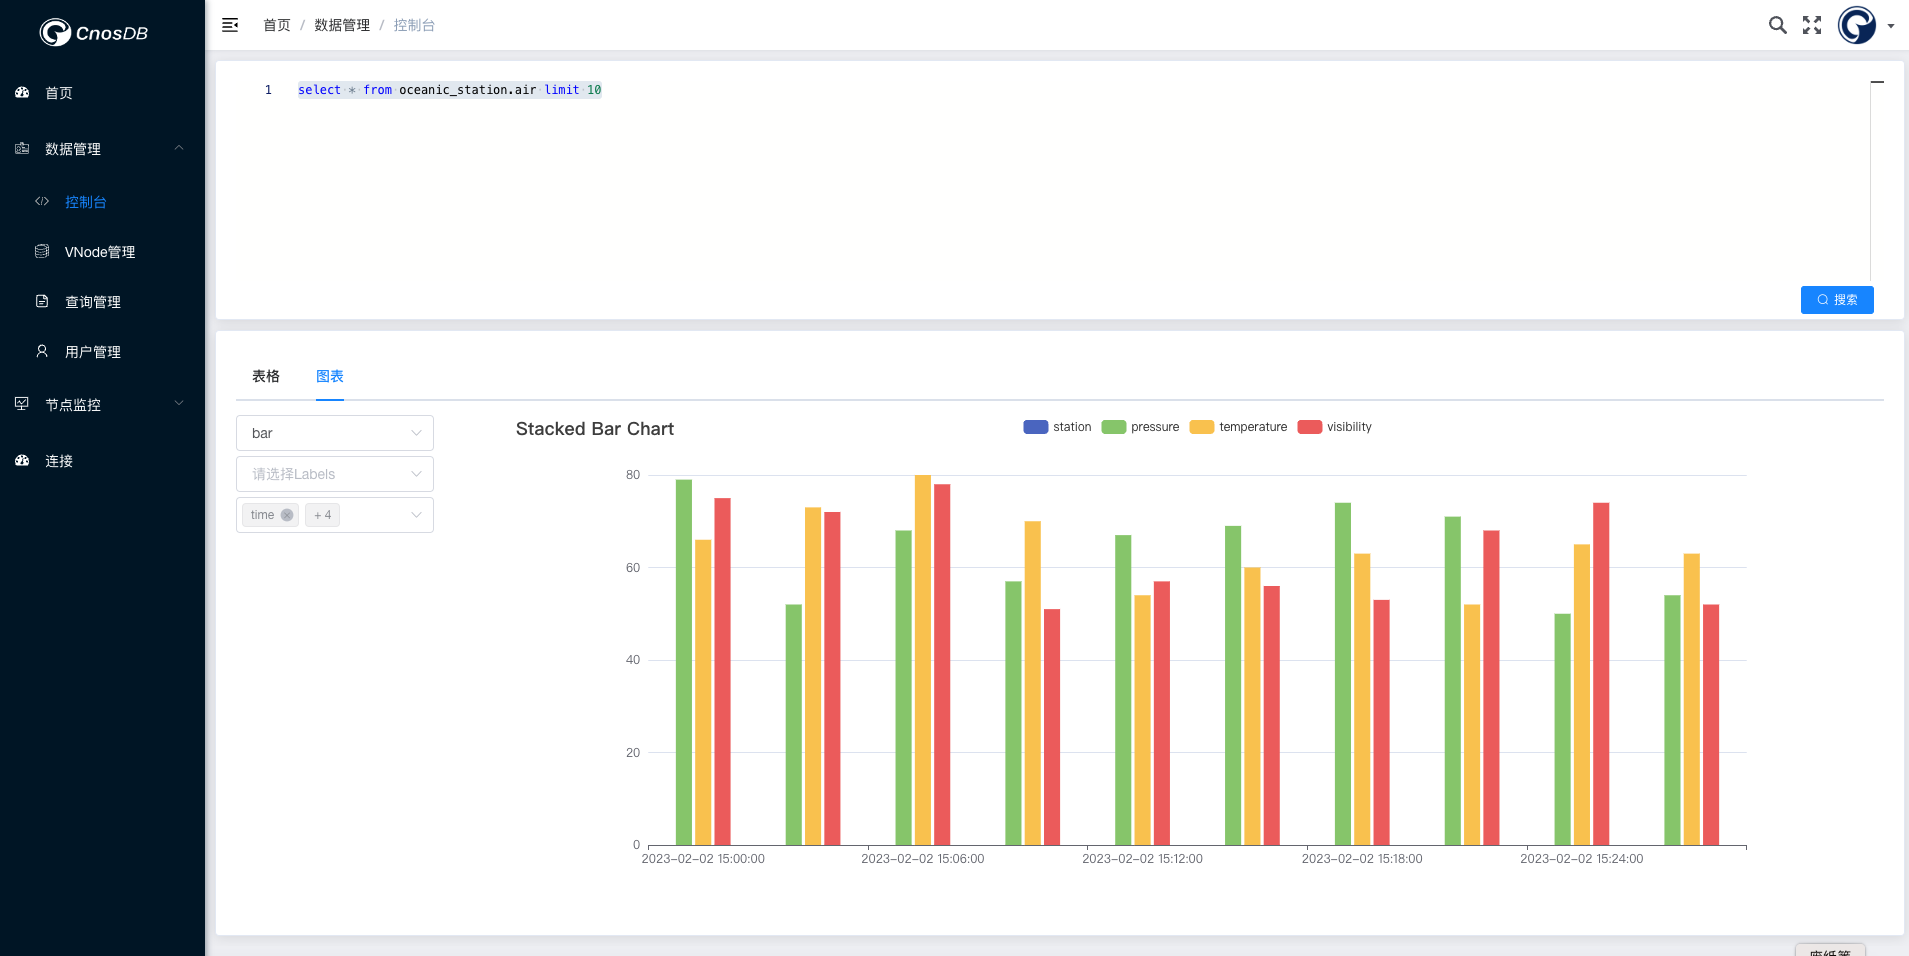 CnosDB
首页 / 数据管理 / 控制台
首页
数据管理
控制台
VNode管理
查询管理
用户管理
节点监控
连接
1 select * from oceanic_station.air limit 10
搜索
表格 图表
bar
请选择Labels
time + 4
Stacked Bar Chart
station pressure temperature visibility
80
60
40
20
0
2023-02-02 15:00:00 2023-02-02 15:06:00 2023-02-02 15:12:00 2023-02-02 15:18:00 2023-02-02 15:24:00